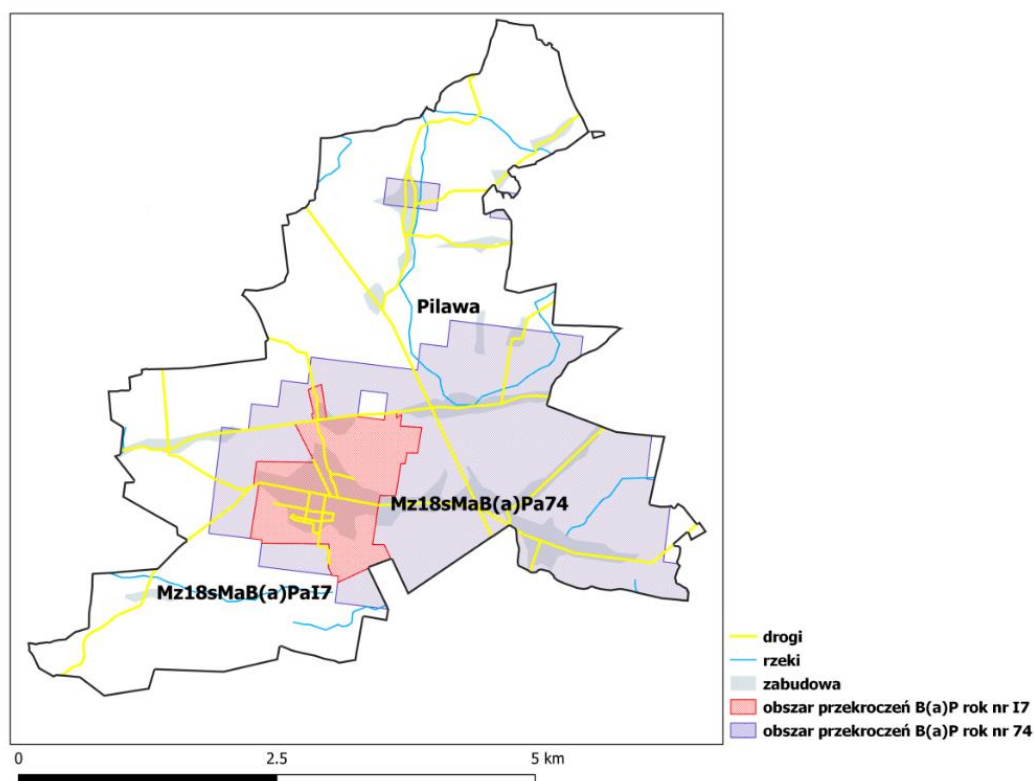 Pilawa
Mz18sMaB(a)Pa74
Mz18sMaB(a)PaI7
drogi
rzeki
zabudowa
obszar przekroczeń B(a)P rok nr I7
obszar przekroczeń B(a)P rok nr 74
0 2.5 5 km